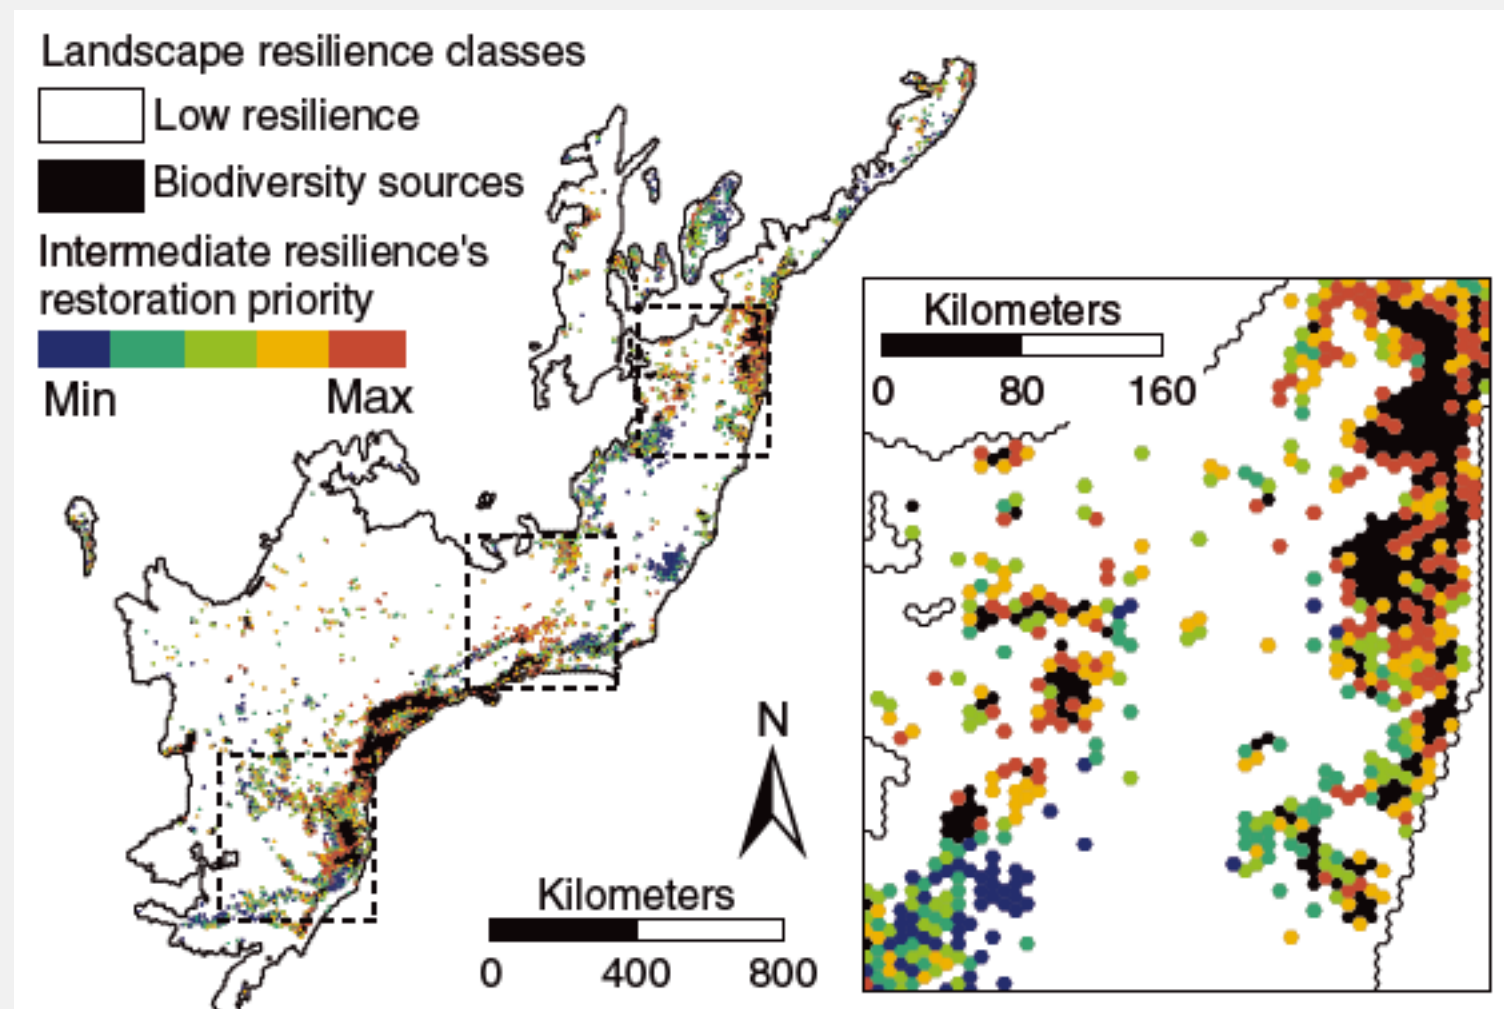 Landscape resilience classes
Low resilience
Biodiversity sources
Intermediate resilience's
restoration priority
Min Max
N
Kilometers
0 400 800
Kilometers
0 80 160